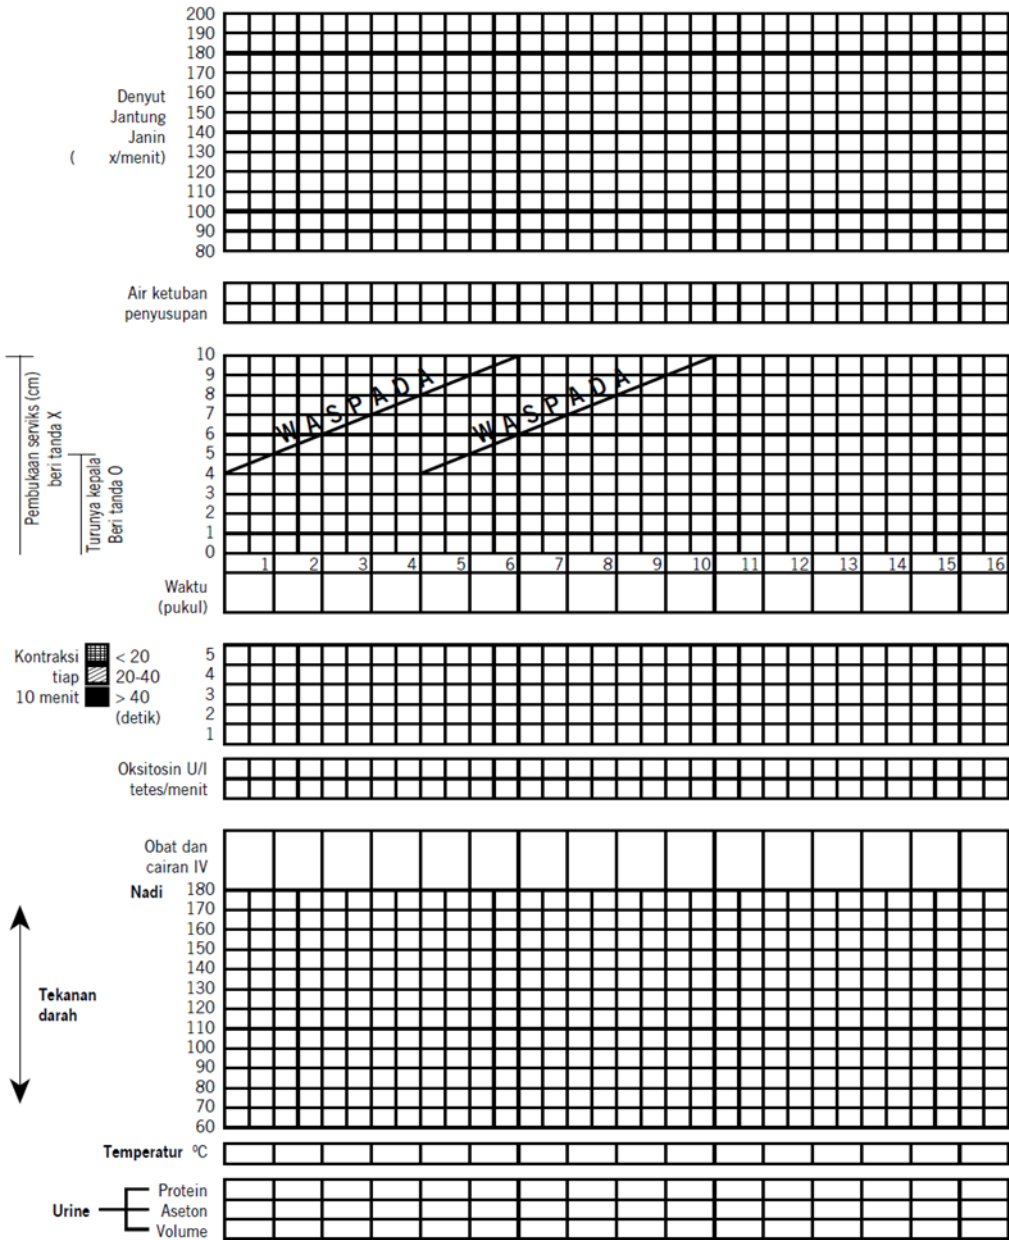 200
190
180
170
160
150
140
130
120
110
100
90
80
Denyut
Jantung
Janin
( x/menit)
Air ketuban
penyusupan
10
9
8
7
6
5
4
3
2
1
0
Pembukaan serviks (cm)
beri tanda X
Turunya kepala
Beri tanda O
WASPADA
WASPADA
1 2 3 4 5 6 7 8 9 10 11 12 13 14 15 16
Waktu
(pukul)
Kontraksi
tiap
10 menit
< 20
20-40
> 40
(detik)
5
4
3
2
1
Oksitosin U/I
tetes/menit
Obat dan
cairan IV
Nadi
180
170
160
150
140
130
120
110
100
90
80
70
60
Tekanan
darah
Temperatur ºC
Urine
Protein
Aseton
Volume